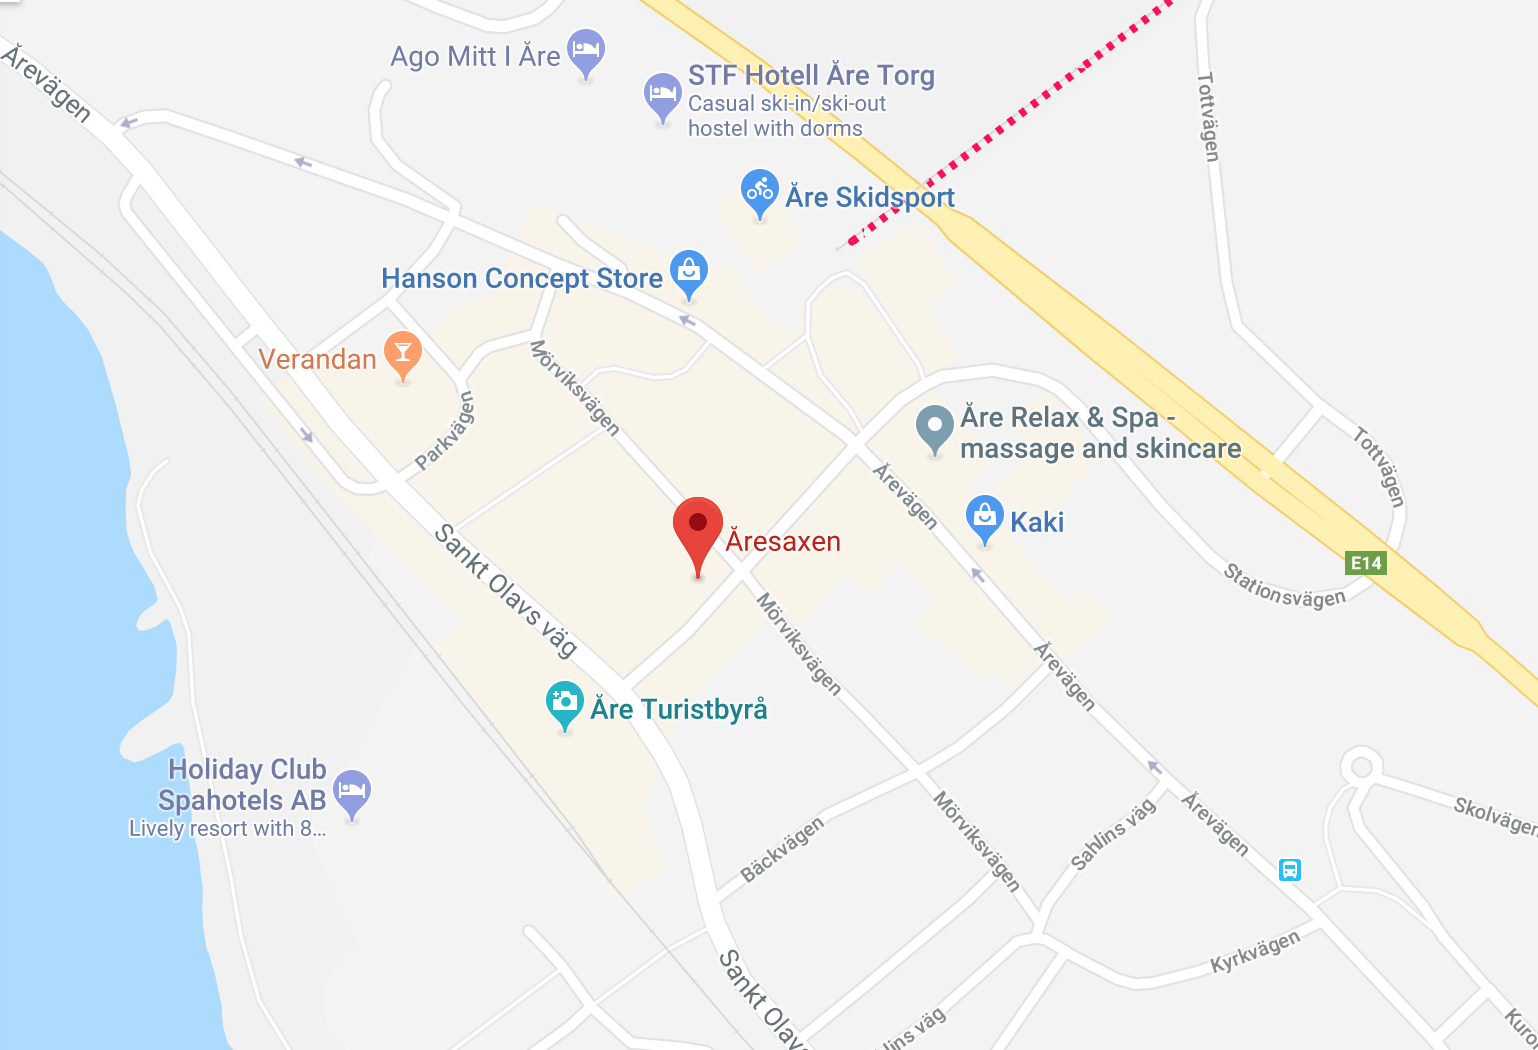 Årevägen
Ago Mitt I Åre
STF Hotell Åre Torg
Casual ski-in/ski-out
hostel with dorms
Tottvägen
Åre Skidsport
Hanson Concept Store
Verandan
Mörviksvägen
Parkvägen
Åre Relax & Spa -
massage and skincare
Tottvägen
Årevägen
Kaki
Åresaxen
Sankt Olavs väg
E14
Stationsvägen
Mörviksvägen
Årevägen
Åre Turistbyrå
Holiday Club
Spahotels AB
Lively resort with 8...
Bäckvägen
Mörviksvägen
Sahlins väg
Årevägen
Skolvägen
Kyrkvägen
Sankt Olavs
lins väg
Kuro